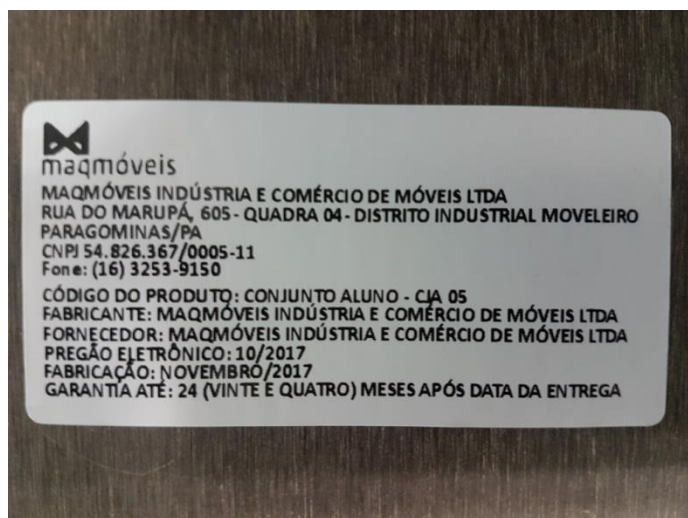 maqmóveis
MAQMÓVEIS INDÚSTRIA E COMÉRCIO DE MÓVEIS LTDA
RUA DO MARUPÁ, 605 - QUADRA 04 - DISTRITO INDUSTRIAL MOVELEIRO
PARAGOMINAS/PA
CNPJ 54.826.367/0005-11
Fone: (16) 3253-9150
CÓDIGO DO PRODUTO: CONJUNTO ALUNO - CJA 05
FABRICANTE: MAQMÓVEIS INDÚSTRIA E COMÉRCIO DE MÓVEIS LTDA
FORNECEDOR: MAQMÓVEIS INDÚSTRIA E COMÉRCIO DE MÓVEIS LTDA
PREGÃO ELETRÔNICO: 10/2017
FABRICAÇÃO: NOVEMBRO/2017
GARANTIA ATÉ: 24 (VINTE E QUATRO) MESES APÓS DATA DA ENTREGA